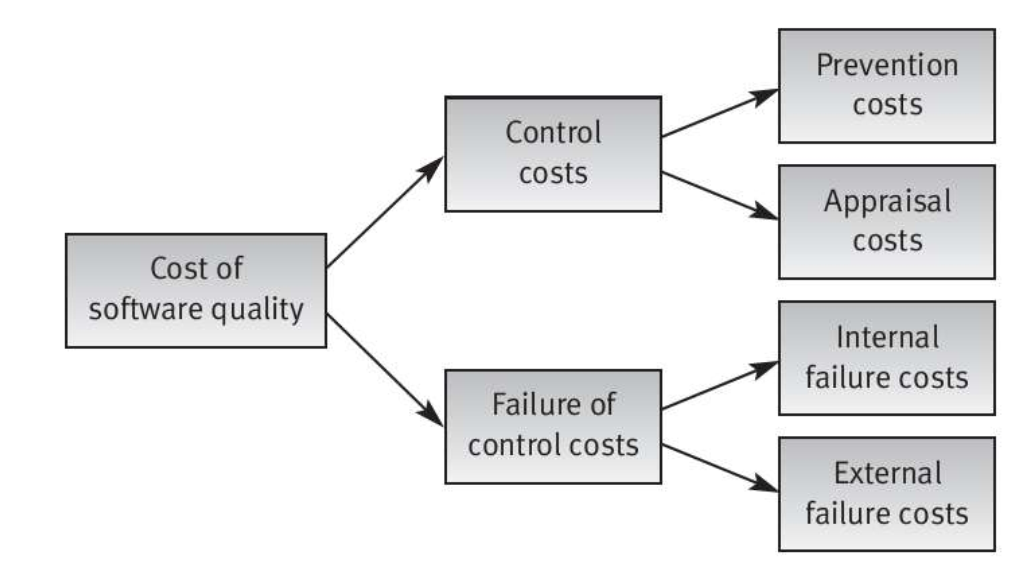 Cost of
software quality
Control
costs
Failure of
control costs
Prevention
costs
Appraisal
costs
Internal
failure costs
External
failure costs